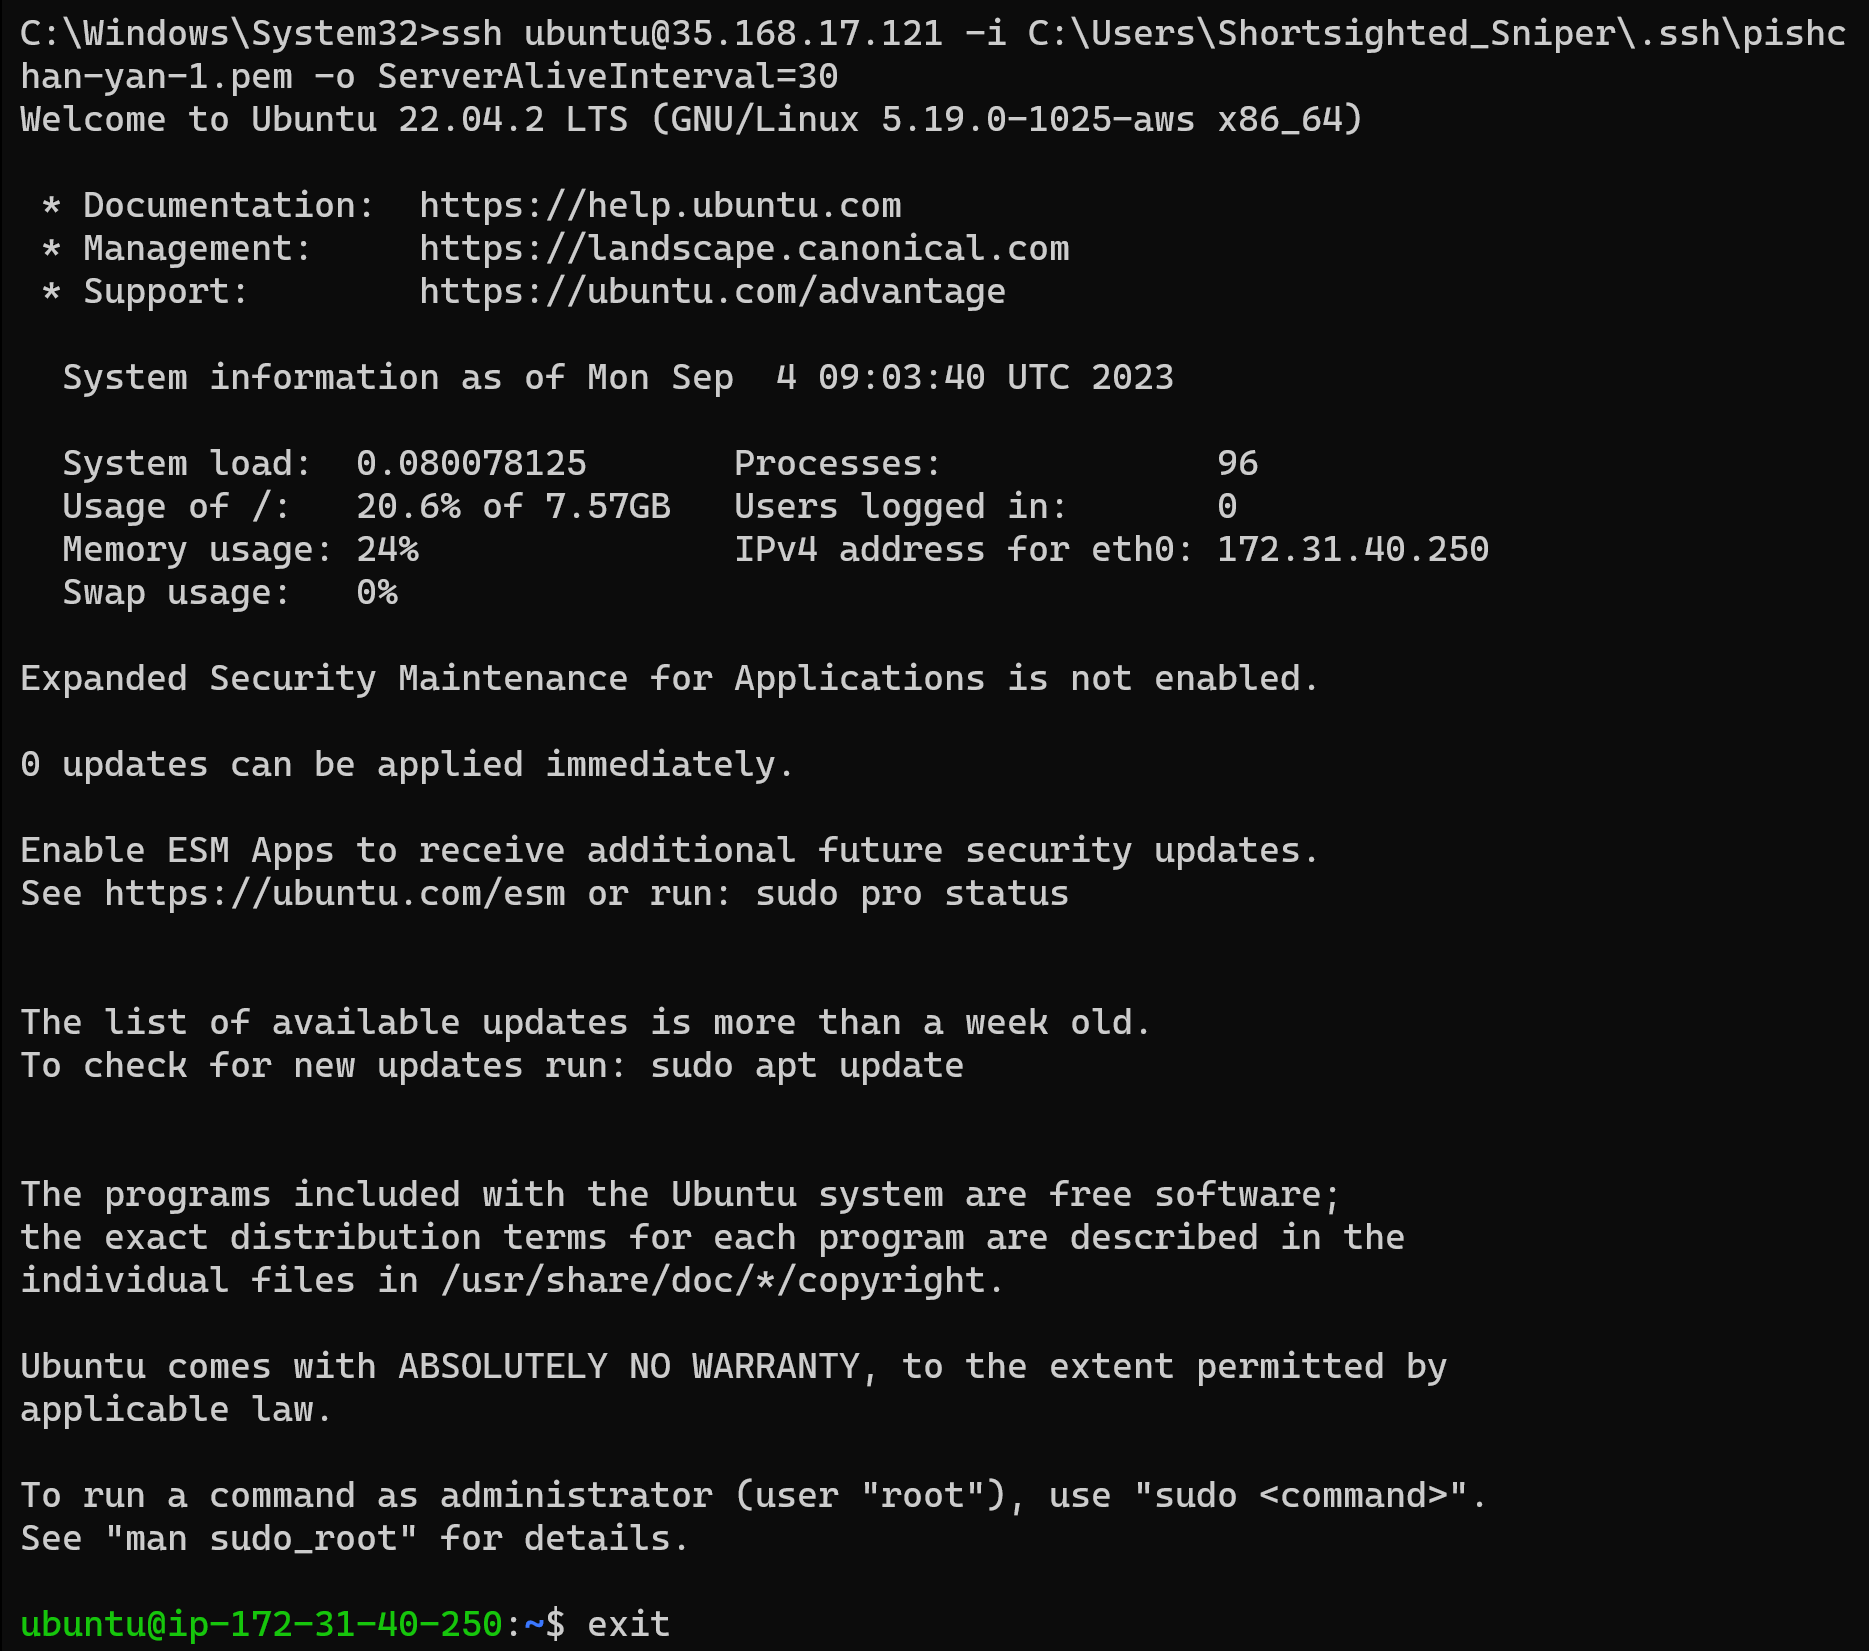 C:\Windows\System32>ssh ubuntu@35.168.17.121 -i C:\Users\Shortsighted_Sniper\.ssh\pishc
han-yan-1.pem -o ServerAliveInterval=30
Welcome to Ubuntu 22.04.2 LTS (GNU/Linux 5.19.0-1025-aws x86_64)

 * Documentation:  https://help.ubuntu.com
 * Management:     https://landscape.canonical.com
 * Support:        https://ubuntu.com/advantage

  System information as of Mon Sep  4 09:03:40 UTC 2023

  System load:  0.080078125       Processes:             96
  Usage of /:   20.6% of 7.57GB   Users logged in:       0
  Memory usage: 24%               IPv4 address for eth0: 172.31.40.250
  Swap usage:   0%

Expanded Security Maintenance for Applications is not enabled.

0 updates can be applied immediately.

Enable ESM Apps to receive additional future security updates.
See https://ubuntu.com/esm or run: sudo pro status


The list of available updates is more than a week old.
To check for new updates run: sudo apt update


The programs included with the Ubuntu system are free software;
the exact distribution terms for each program are described in the
individual files in /usr/share/doc/*/copyright.

Ubuntu comes with ABSOLUTELY NO WARRANTY, to the extent permitted by
applicable law.

To run a command as administrator (user "root"), use "sudo <command>".
See "man sudo_root" for details.

ubuntu@ip-172-31-40-250:~$ exit